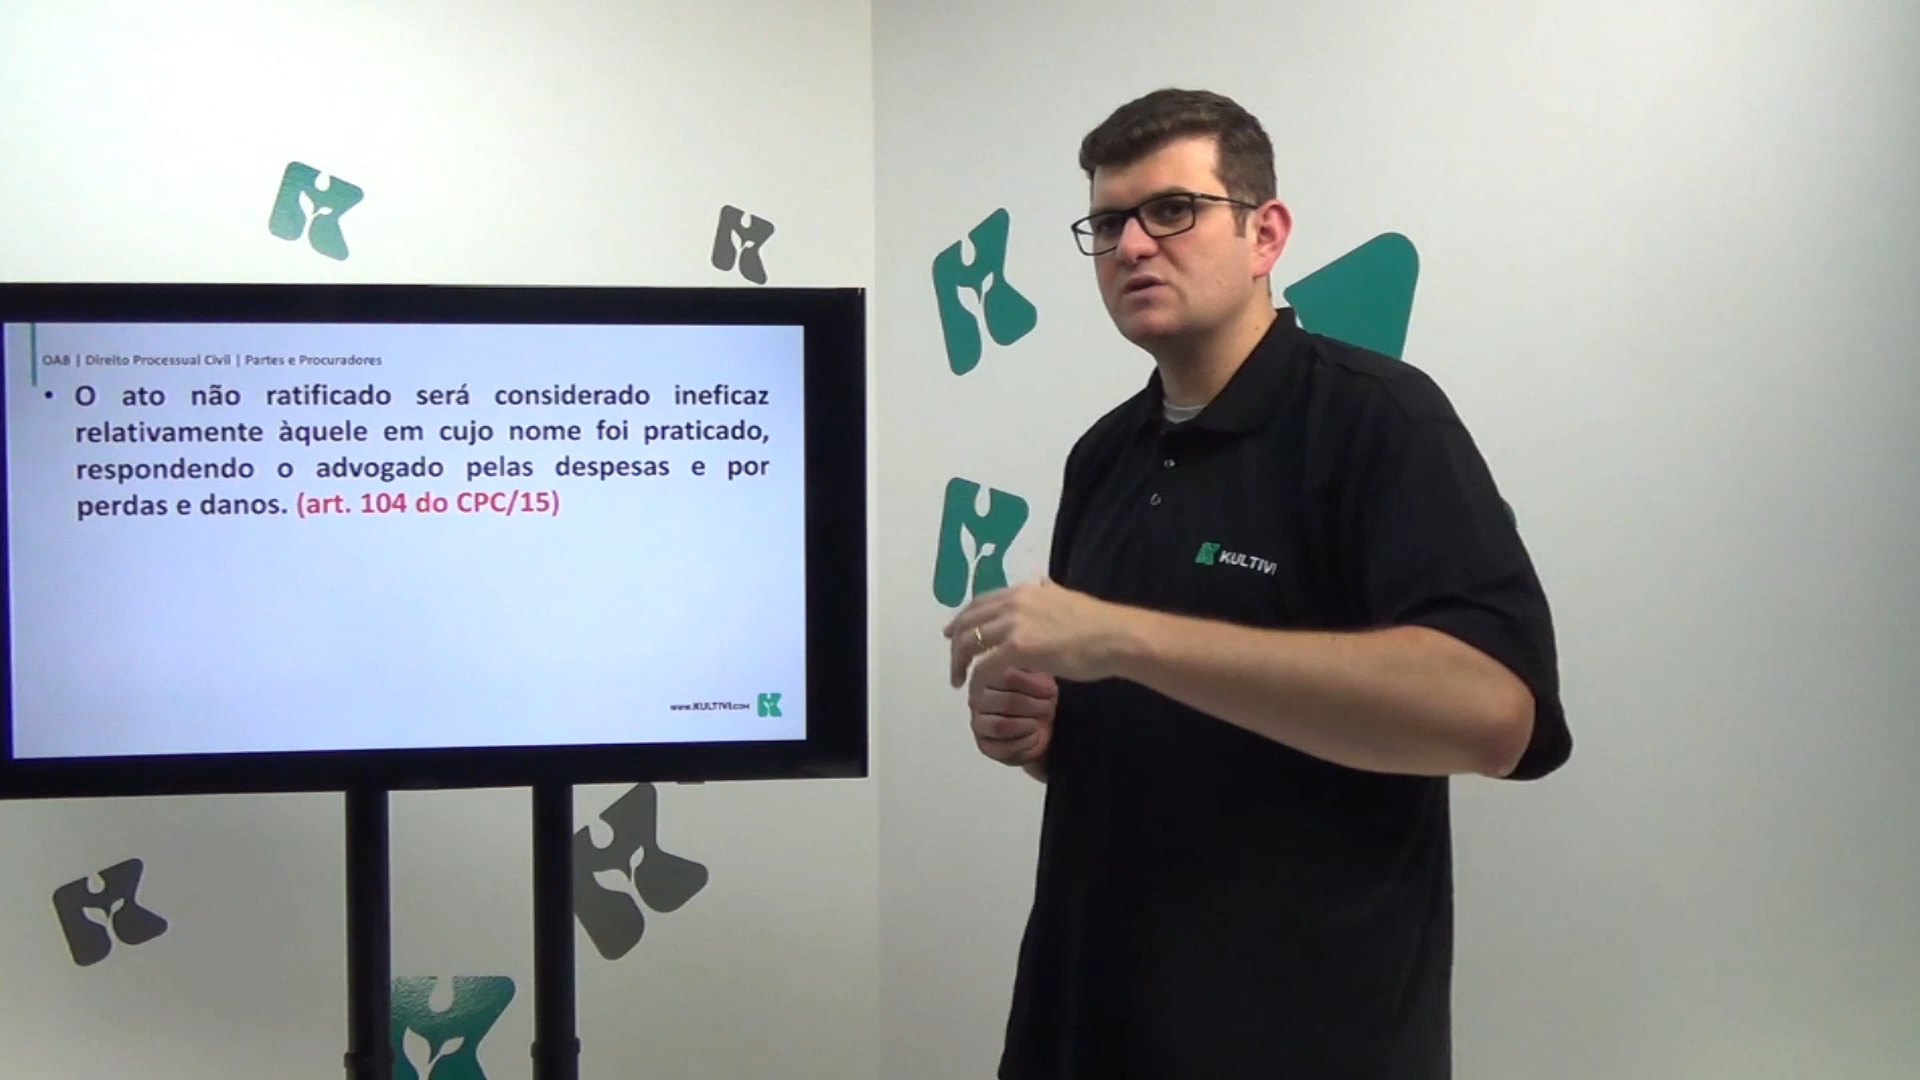 OAB | Direito Processual Civil | Partes e Procuradores
• O ato não ratificado será considerado ineficaz
relativamente àquele em cujo nome foi praticado,
respondendo o advogado pelas despesas e por
perdas e danos. (art. 104 do CPC/15)
www.KULTIVI.COM
KULTIVI